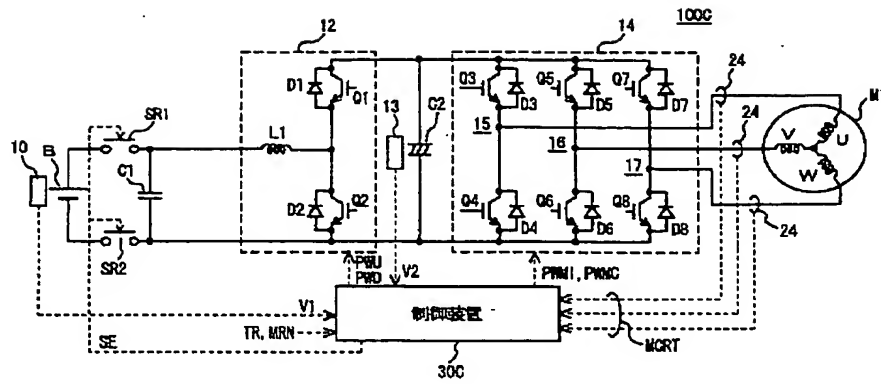 100C
12
14
24
M1
D1
Q1
Q3
D3
Q5
D5
Q7
D7
SR1
13
C2
24
10
B
L1
15
16
V
U
17
W
C1
D2
Q2
Q4
D4
Q6
D6
Q8
D8
24
SR2
PWU
PWD
V2
PWMI, PWMC
V1
制御装置
TR, MRN
SE
MCRT
30C